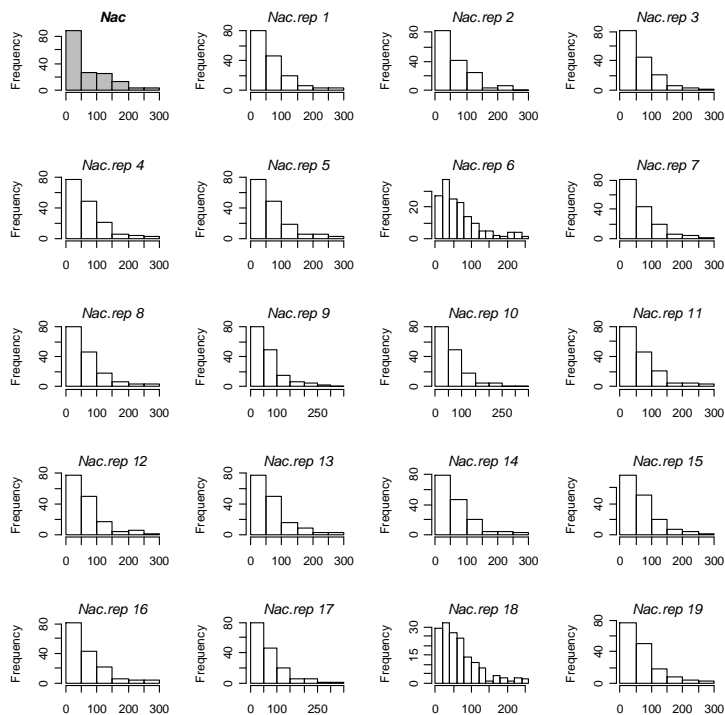 Nac Nac.rep 1 Nac.rep 2 Nac.rep 3
Frequency 0 40 80 0 100 200 300 Frequency 0 40 80 0 100 200 300 Frequency 0 40 80 0 100 200 300 Frequency 0 40 80 0 100 200 300
Nac.rep 4 Nac.rep 5 Nac.rep 6 Nac.rep 7
Frequency 0 40 80 0 100 200 300 Frequency 0 40 80 0 100 200 300 Frequency 0 20 0 100 200 Frequency 0 40 80 0 100 200 300
Nac.rep 8 Nac.rep 9 Nac.rep 10 Nac.rep 11
Frequency 0 40 80 0 100 200 300 Frequency 0 40 80 0 100 250 Frequency 0 40 80 0 100 250 Frequency 0 40 80 0 100 200 300
Nac.rep 12 Nac.rep 13 Nac.rep 14 Nac.rep 15
Frequency 0 40 80 0 100 200 300 Frequency 0 40 80 0 100 200 300 Frequency 0 40 80 0 100 200 300 Frequency 0 40 0 100 200 300
Nac.rep 16 Nac.rep 17 Nac.rep 18 Nac.rep 19
Frequency 0 40 80 0 100 200 300 Frequency 0 40 80 0 100 250 Frequency 0 15 30 0 100 200 Frequency 0 40 80 0 100 200 300